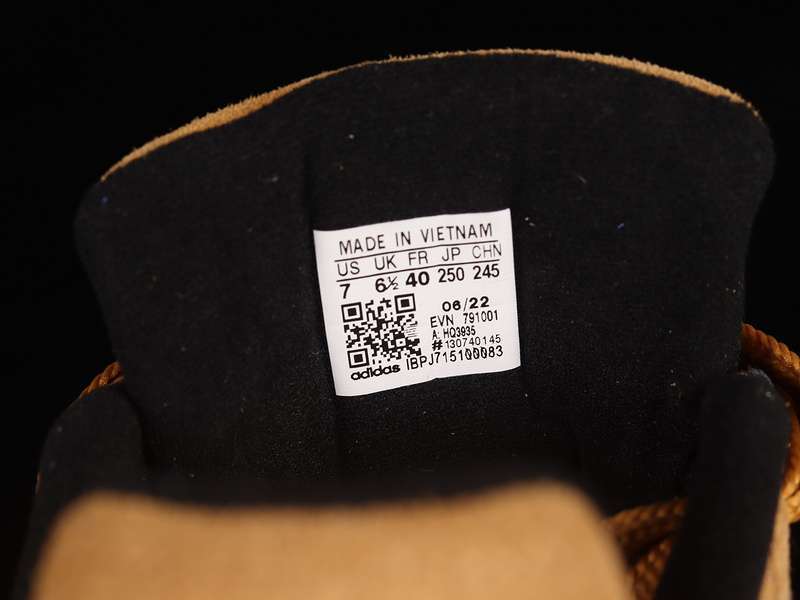 MADE IN VIETNAM
US UK FR JP CHN
7 6½ 40 250 245
06/22
EVN 791001
A: HQ3935
#130740145
adidas IBPJ715100083